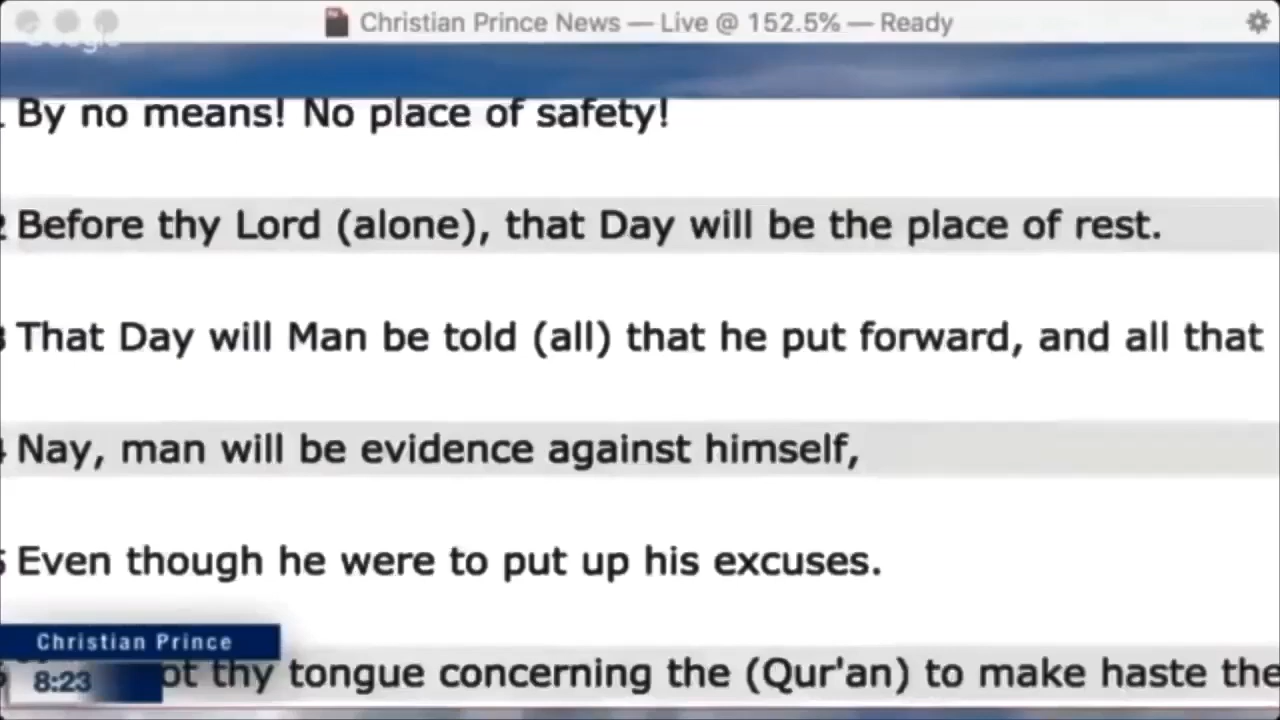 Christian Prince News — Live @ 152.5% — Ready
Google
By no means! No place of safety!
Before thy Lord (alone), that Day will be the place of rest.
That Day will Man be told (all) that he put forward, and all that
Nay, man will be evidence against himself,
Even though he were to put up his excuses.
Christian Prince
thy tongue concerning the (Qur'an) to make haste the
8:23